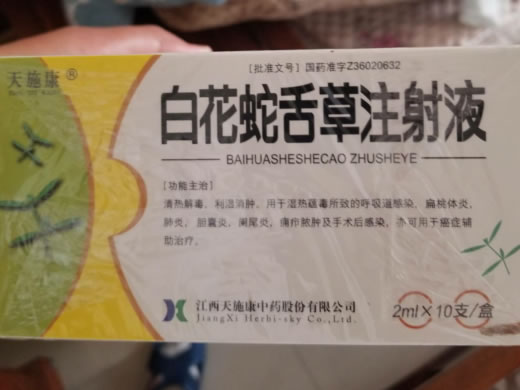 天施康®
[批准文号] 国药准字Z36020632
白花蛇舌草注射液
BAIHUASHESHECAO ZHUSHEYE
[功能主治]
清热解毒，利湿消肿。用于湿热蕴毒所致的呼吸道感染，扁桃体炎，
肺炎，胆囊炎，阑尾炎，痈疖脓肿及手术后感染，亦可用于癌症辅
助治疗。
江西天施康中药股份有限公司
JiangXi Herbi-sky Co.,Ltd.
2ml×10支/盒